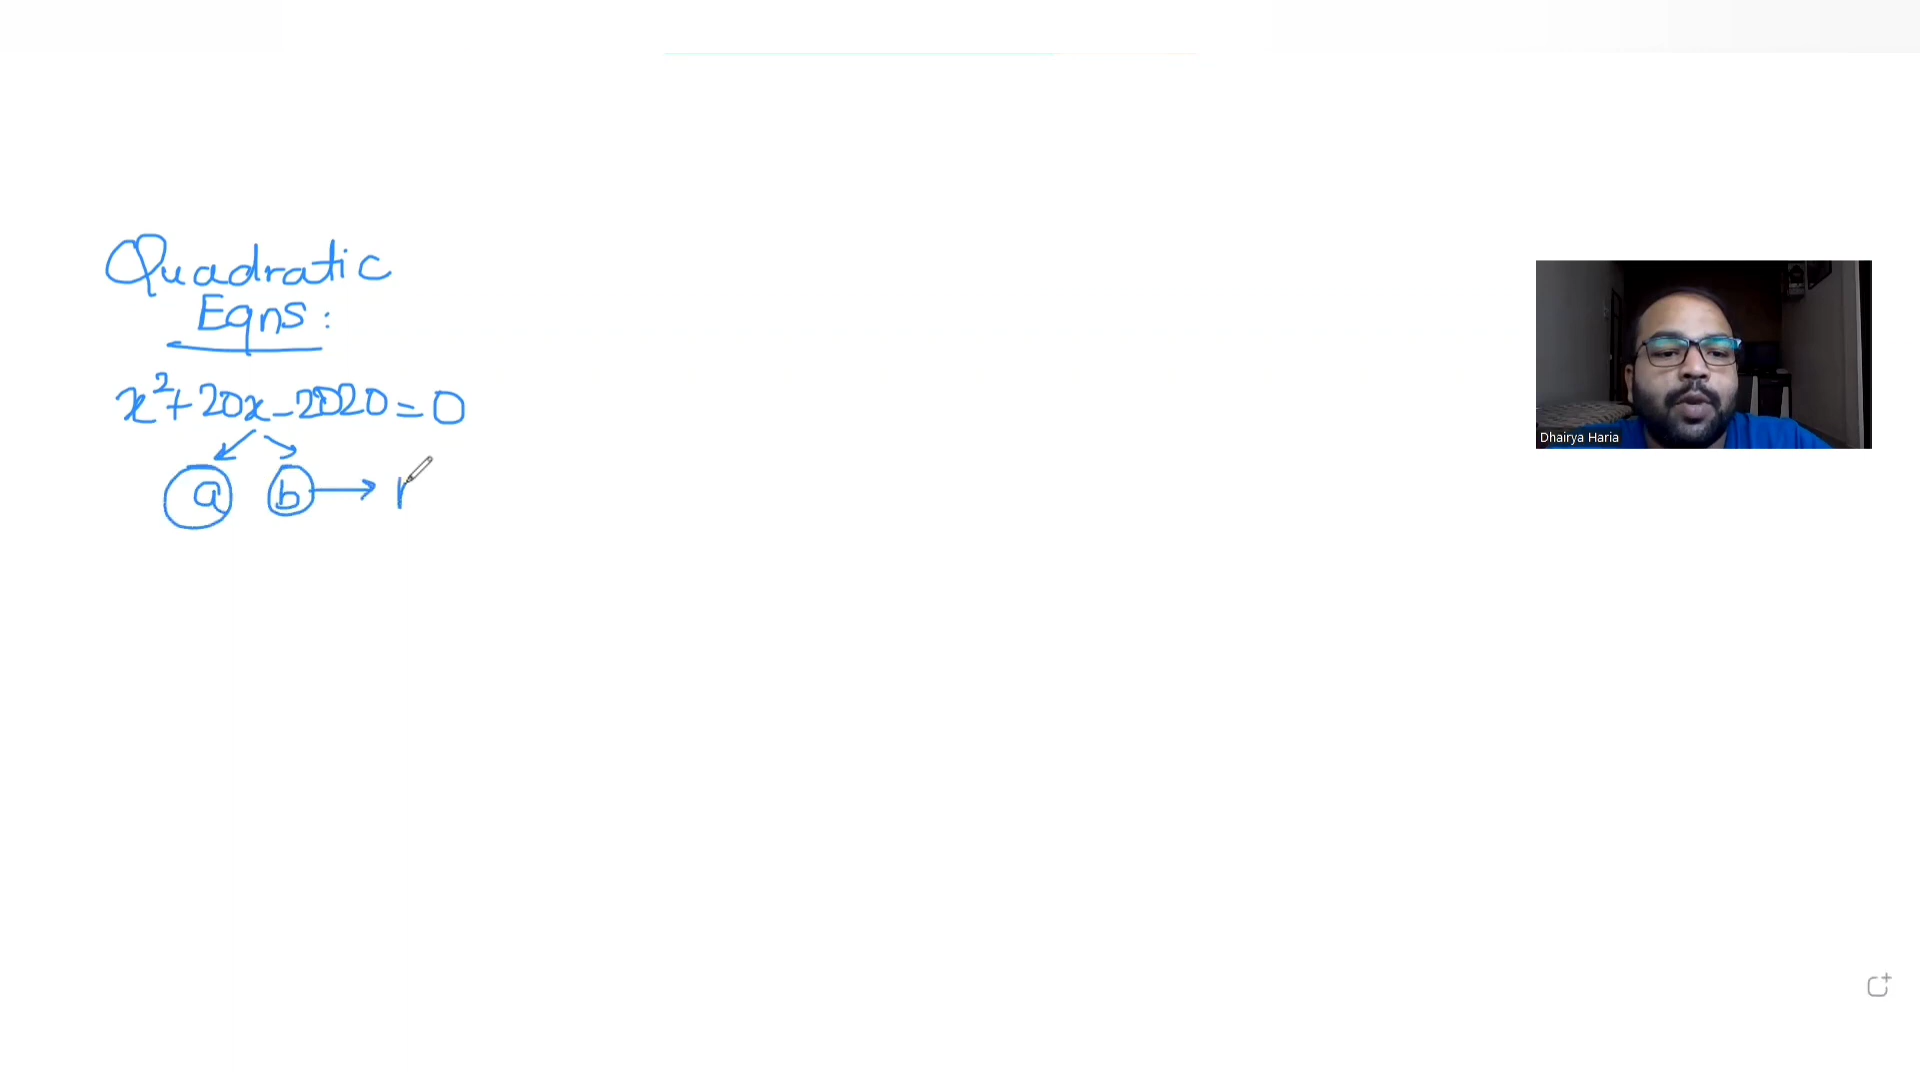 Quadratic
Eqns:
x²+20x-2020=0
a b → r
Dhairya Haria